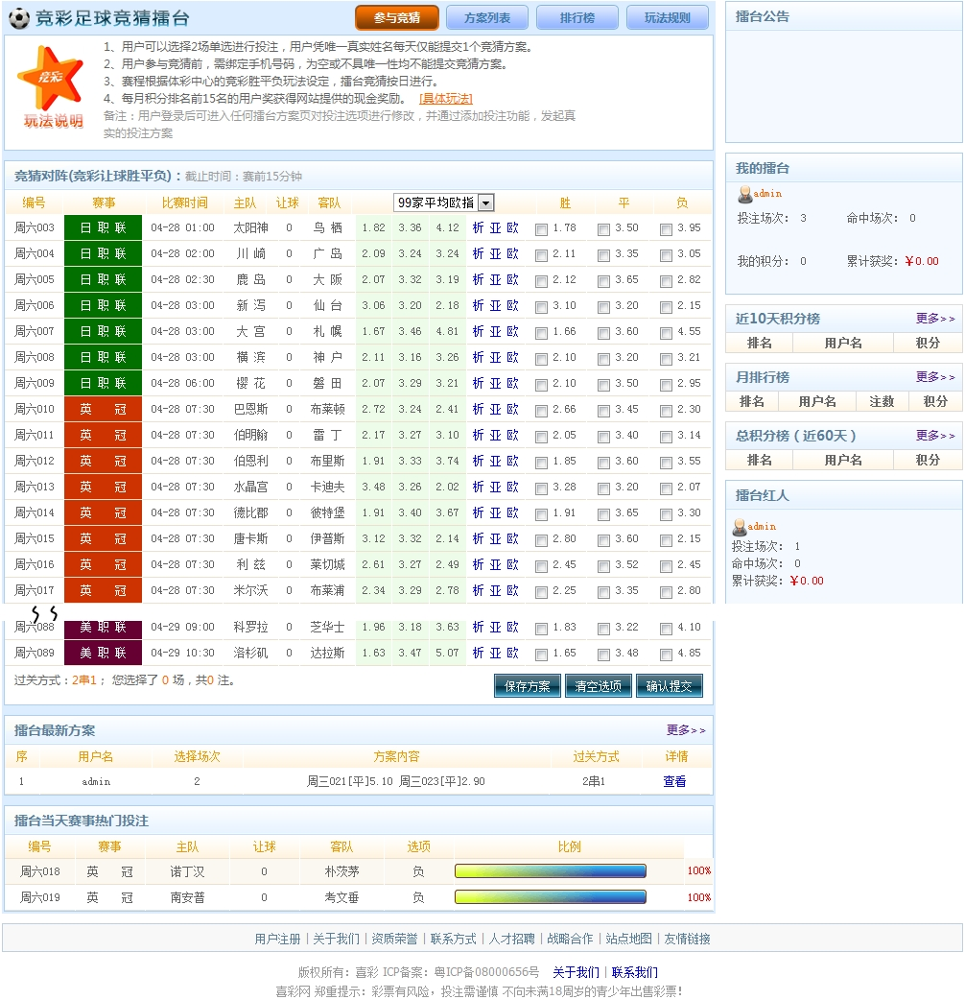 竞彩足球竞猜擂台
参与竞猜 方案列表 排行榜 玩法规则
竞彩
玩法说明
1、用户可以选择2场单选进行投注，用户凭唯一真实姓名每天仅能提交1个竞猜方案。
2、用户参与竞猜前，需绑定手机号码，为空或不具唯一性均不能提交竞猜方案。
3、赛程根据体彩中心的竞彩胜平负玩法设定，擂台竞猜按日进行。
4、每月积分排名前15名的用户奖获得网站提供的现金奖励。 [具体玩法]
备注：用户登录后可进入任何擂台方案页对投注选项进行修改，并通过添加投注功能，发起真
实的投注方案
竞猜对阵(竞彩让球胜平负)：截止时间：赛前15分钟
编号 赛事 比赛时间 主队 让球 客队 99家平均欧指 胜 平 负
周六003 日 职 联 04-28 01:00 太阳神 0 鸟 栖 1.82 3.36 4.12 析 亚 欧 1.78 3.50 3.95
周六004 日 职 联 04-28 02:00 川 崎 0 广 岛 2.09 3.24 3.24 析 亚 欧 2.11 3.35 3.05
周六005 日 职 联 04-28 02:30 鹿 岛 0 大 阪 2.07 3.32 3.19 析 亚 欧 2.12 3.65 2.82
周六006 日 职 联 04-28 03:00 新 泻 0 仙 台 3.06 3.20 2.18 析 亚 欧 3.10 3.20 2.15
周六007 日 职 联 04-28 03:00 大 宫 0 札 幌 1.67 3.46 4.81 析 亚 欧 1.66 3.60 4.55
周六008 日 职 联 04-28 03:00 横 滨 0 神 户 2.11 3.16 3.26 析 亚 欧 2.10 3.20 3.21
周六009 日 职 联 04-28 06:00 樱 花 0 磐 田 2.07 3.29 3.21 析 亚 欧 2.10 3.50 2.95
周六010 英 冠 04-28 07:30 巴恩斯 0 布莱顿 2.72 3.24 2.41 析 亚 欧 2.66 3.45 2.30
周六011 英 冠 04-28 07:30 伯明翰 0 雷 丁 2.17 3.27 3.10 析 亚 欧 2.05 3.40 3.14
周六012 英 冠 04-28 07:30 伯恩利 0 布里斯 1.91 3.33 3.74 析 亚 欧 1.85 3.60 3.55
周六013 英 冠 04-28 07:30 水晶宫 0 卡迪夫 3.48 3.26 2.02 析 亚 欧 3.28 3.20 2.07
周六014 英 冠 04-28 07:30 德比郡 0 彼特堡 1.91 3.40 3.67 析 亚 欧 1.91 3.65 3.30
周六015 英 冠 04-28 07:30 唐卡斯 0 伊普斯 3.12 3.32 2.14 析 亚 欧 2.80 3.60 2.15
周六016 英 冠 04-28 07:30 利 兹 0 莱切城 2.61 3.27 2.49 析 亚 欧 2.45 3.52 2.45
周六017 英 冠 04-28 07:30 米尔沃 0 布莱浦 2.34 3.29 2.78 析 亚 欧 2.25 3.35 2.80
周六088 美 职 联 04-29 09:00 科罗拉 0 芝华士 1.96 3.18 3.63 析 亚 欧 1.83 3.22 4.10
周六089 美 职 联 04-29 10:30 洛杉矶 0 达拉斯 1.63 3.47 5.07 析 亚 欧 1.65 3.48 4.85
过关方式：2串1； 您选择了 0 场，共0 注。 保存方案 清空选项 确认提交
擂台最新方案 更多>>
序 用户名 选择场次 方案内容 过关方式 详情
1 admin 2 周三021[平]5.10 周三023[平]2.90 2串1 查看
擂台当天赛事热门投注
编号 赛事 主队 让球 客队 选项 比例
周六018 英 冠 诺丁汉 0 朴茨茅 负 100%
周六019 英 冠 南安普 0 考文垂 负 100%
擂台公告
我的擂台
admin
投注场次： 3 命中场次： 0
我的积分： 0 累计获奖：￥0.00
近10天积分榜 更多>>
排名 用户名 积分
月排行榜 更多>>
排名 用户名 注数 积分
总积分榜（近60天） 更多>>
排名 用户名 积分
擂台红人
admin
投注场次： 1
命中场次： 0
累计获奖：￥0.00
用户注册 | 关于我们 | 资质荣誉 | 联系方式 | 人才招聘 | 战略合作 | 站点地图 | 友情链接
版权所有：喜彩 ICP备案：粤ICP备08000656号 关于我们 | 联系我们
喜彩网 郑重提示：彩票有风险，投注需谨慎 不向未满18周岁的青少年出售彩票！